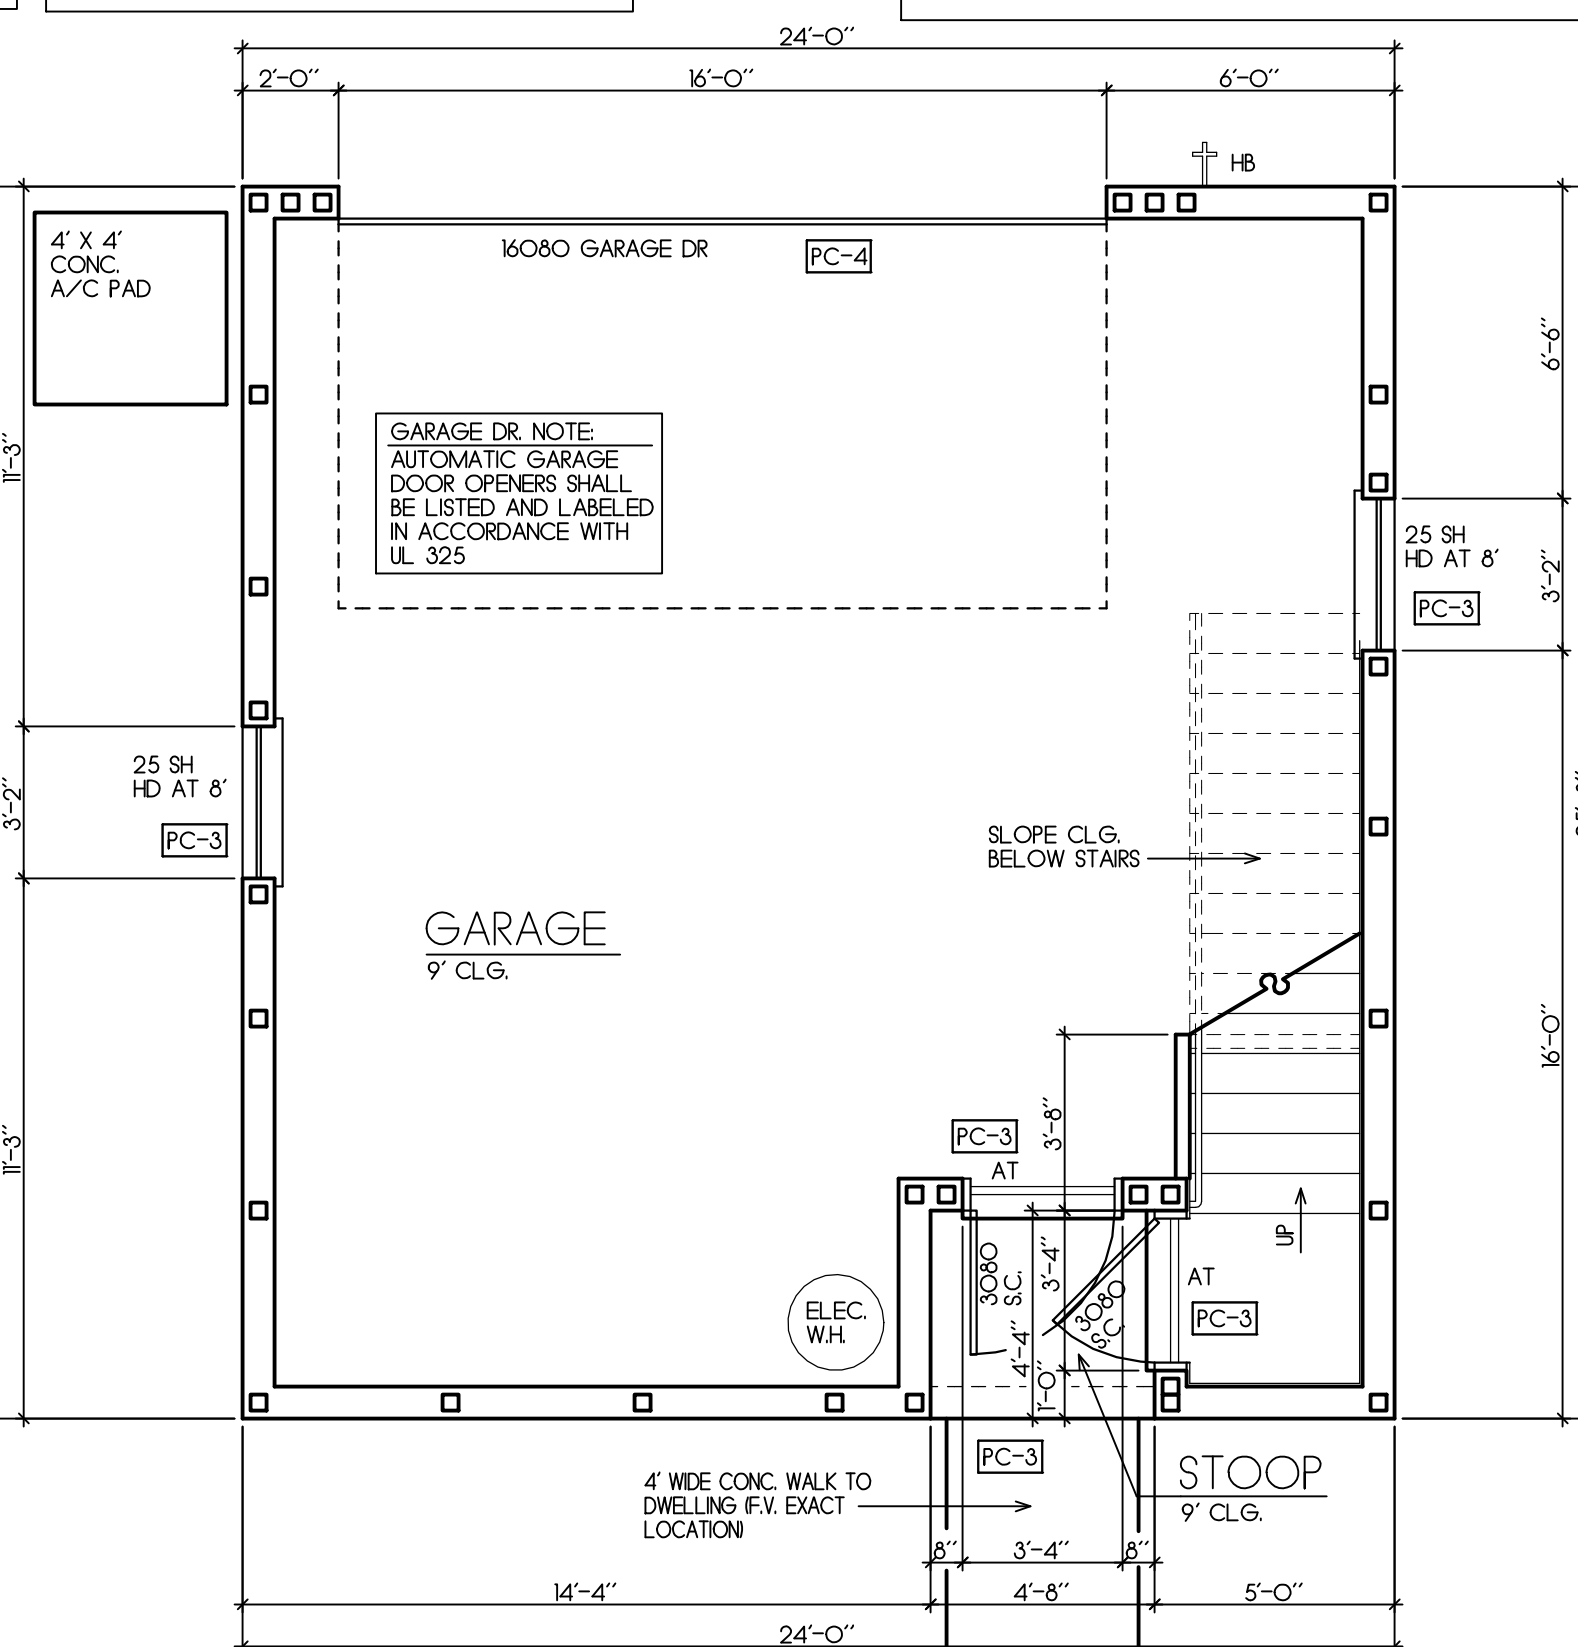 24'-0"
2'-0"
16'-0"
6'-0"
HB
4' X 4'
CONC.
A/C PAD
16080 GARAGE DR
PC-4
6'-6"
11'-3"
GARAGE DR. NOTE:
AUTOMATIC GARAGE
DOOR OPENERS SHALL
BE LISTED AND LABELED
IN ACCORDANCE WITH
UL 325
25 SH
HD AT 8'
PC-3
3'-2"
25 SH
HD AT 8'
PC-3
3'-2"
SLOPE CLG.
BELOW STAIRS
GARAGE
9' CLG.
16'-0"
11'-3"
PC-3
AT
3'-8"
UP
3080
S.C.
3'-4"
3080
S.C.
AT
PC-3
ELEC.
W.H.
4'-4"
1'-0"
PC-3
STOOP
9' CLG.
4' WIDE CONC. WALK TO
DWELLING (F.V. EXACT
LOCATION)
8"
3'-4"
8"
14'-4"
4'-8"
5'-0"
24'-0"